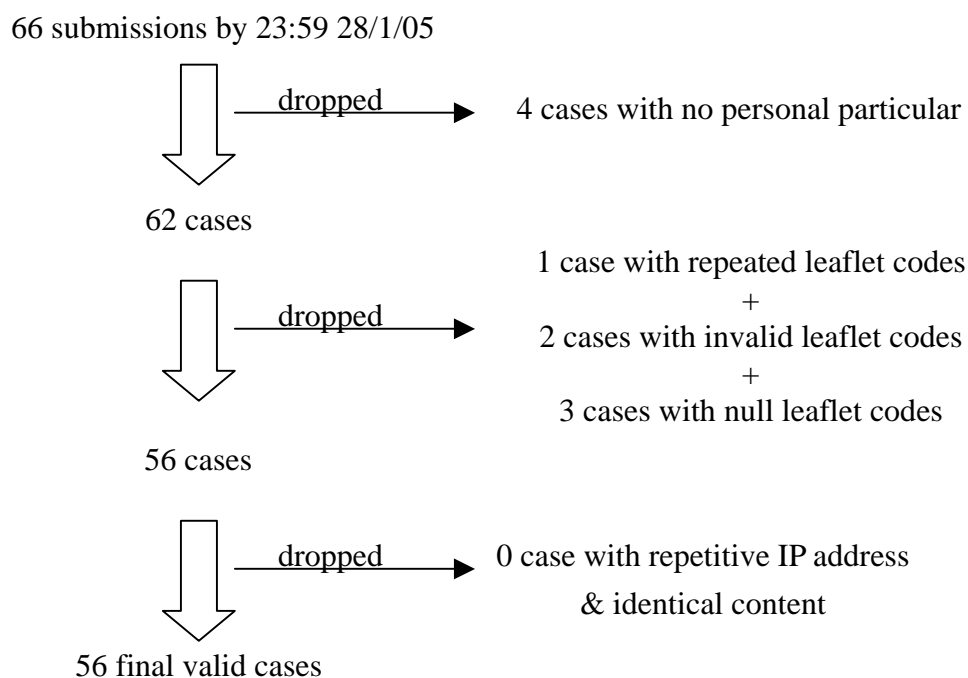 66 submissions by 23:59 28/1/05
dropped
4 cases with no personal particular
62 cases
1 case with repeated leaflet codes
+
dropped
2 cases with invalid leaflet codes
+
3 cases with null leaflet codes
56 cases
dropped
0 case with repetitive IP address
& identical content
56 final valid cases